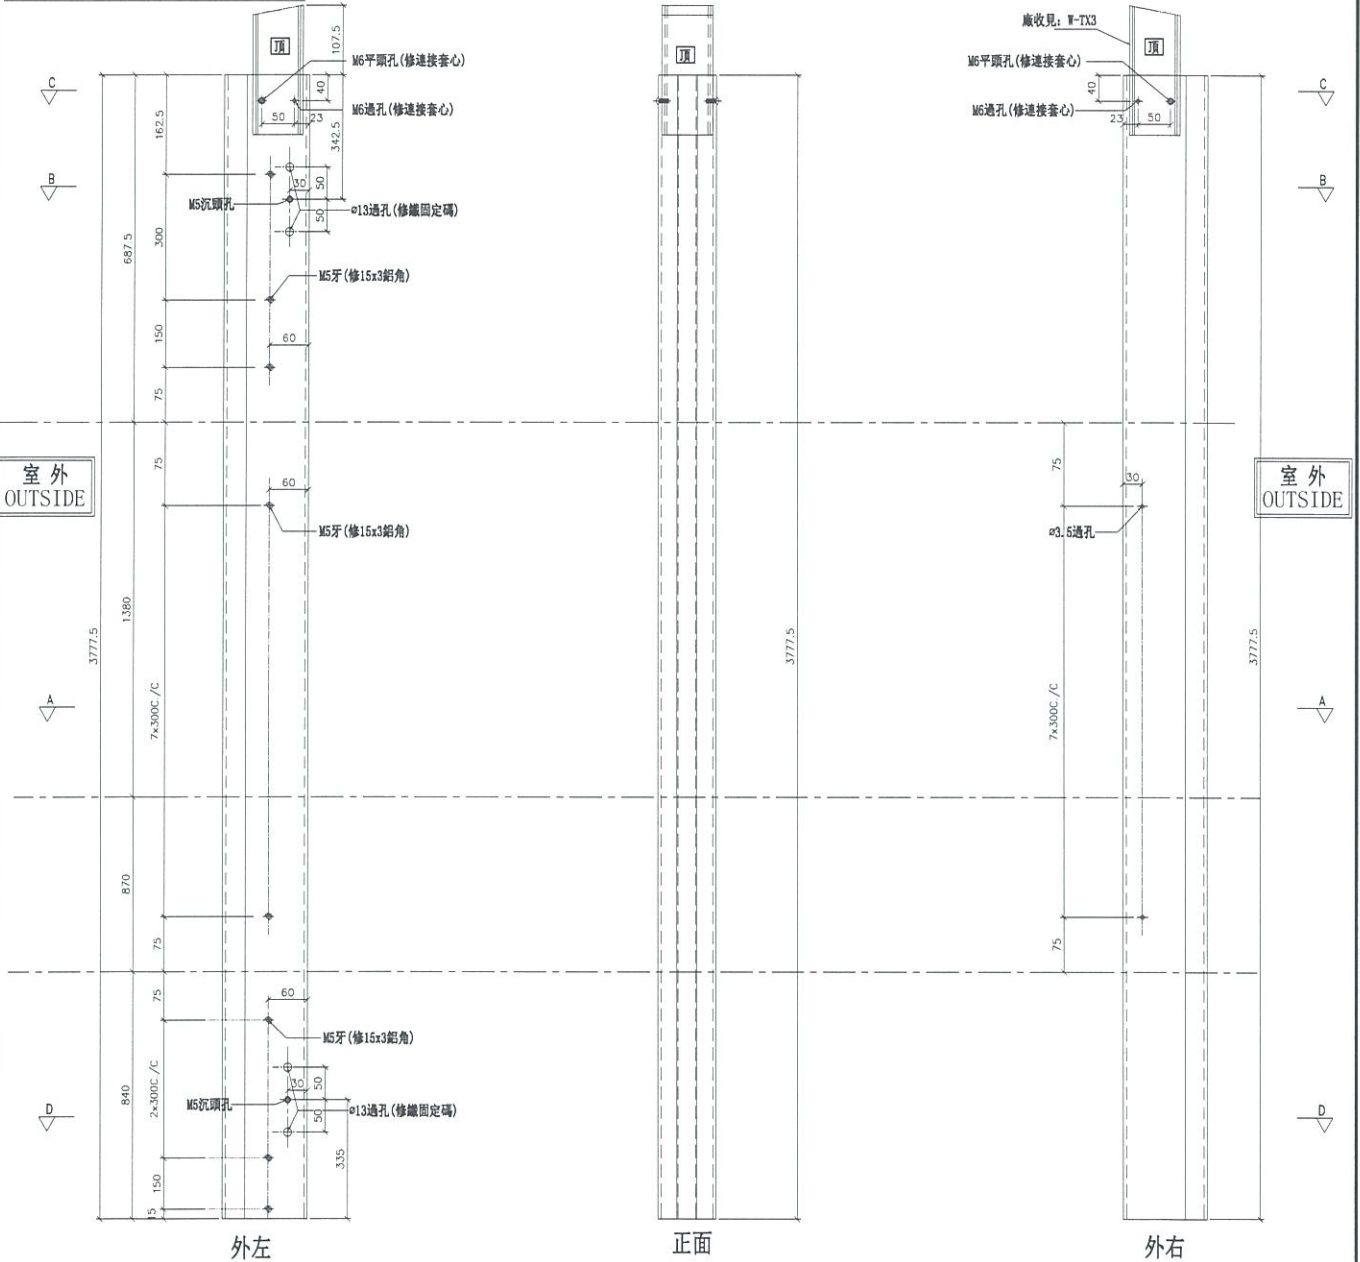 頂
107.5
M6平頭孔(修連接套心)
40
M6過孔(修連接套心)
50
23
342.5
C
162.5
B
30
50
M5沉頭孔
50
ø13過孔(修鐵固定碼)
687.5
300
M5牙(修15x3鋁角)
150
60
75
室 外
OUTSIDE
75
60
M5牙(修15x3鋁角)
1380
3777.5
7x300C./C
A
870
75
75
60
M5牙(修15x3鋁角)
2x300C./C
840
30
50
M5沉頭孔
50
ø13過孔(修鐵固定碼)
D
335
150
15
外左
頂
3777.5
正面
廠收見: W-TX3
頂
M6平頭孔(修連接套心)
40
M6過孔(修連接套心)
23
50
C
B
75
30
ø3.5過孔
室 外
OUTSIDE
3777.5
7x300C./C
A
75
D
外右